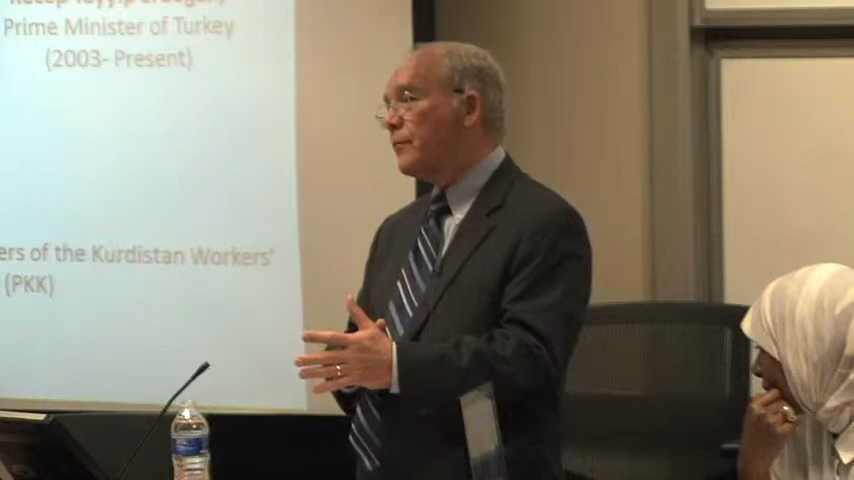 Prime Minister of Turkey
(2003- Present)
ers of the Kurdistan Workers'
(PKK)